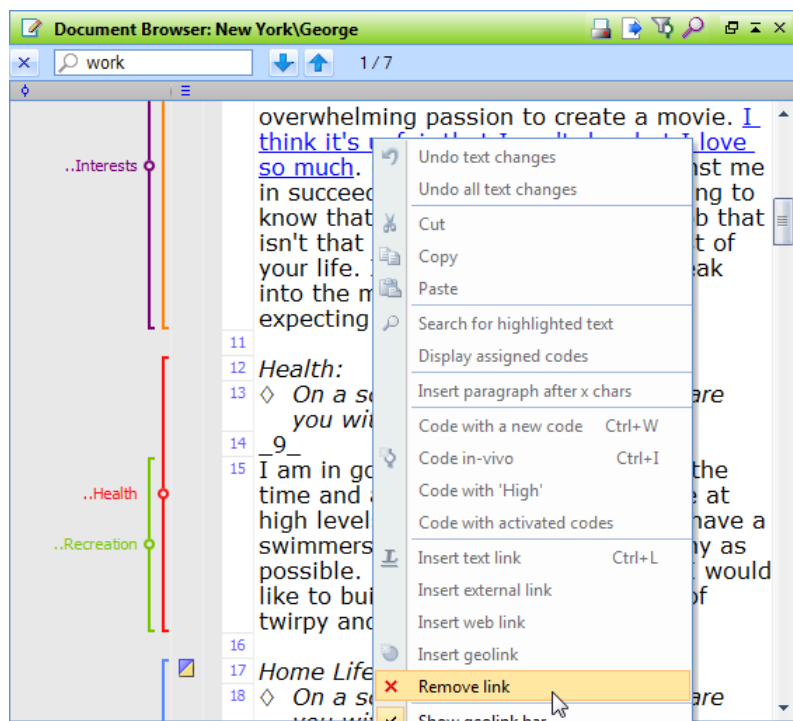 Document Browser: New York\George
work
1 / 7
overwhelming passion to create a movie. I
think it's I love
so much. me
..Interests
in succeed to
know that that
isn't that of
your life.
into the
expecting
11
12 Health:
13 ◊ On a are
you
14 _9_
15 I am in the
time and at
..Health
high level have a
swimmers as
..Recreation
possible. would
like to of
twirpy
16
17 Home Life
18 ◊ On a are
Undo text changes
Undo all text changes
Cut
Copy
Paste
Search for highlighted text
Display assigned codes
Insert paragraph after x chars
Code with a new code Ctrl+W
Code in-vivo Ctrl+I
Code with 'High'
Code with activated codes
Insert text link Ctrl+L
Insert external link
Insert web link
Insert geolink
Remove link
Show geolink bar